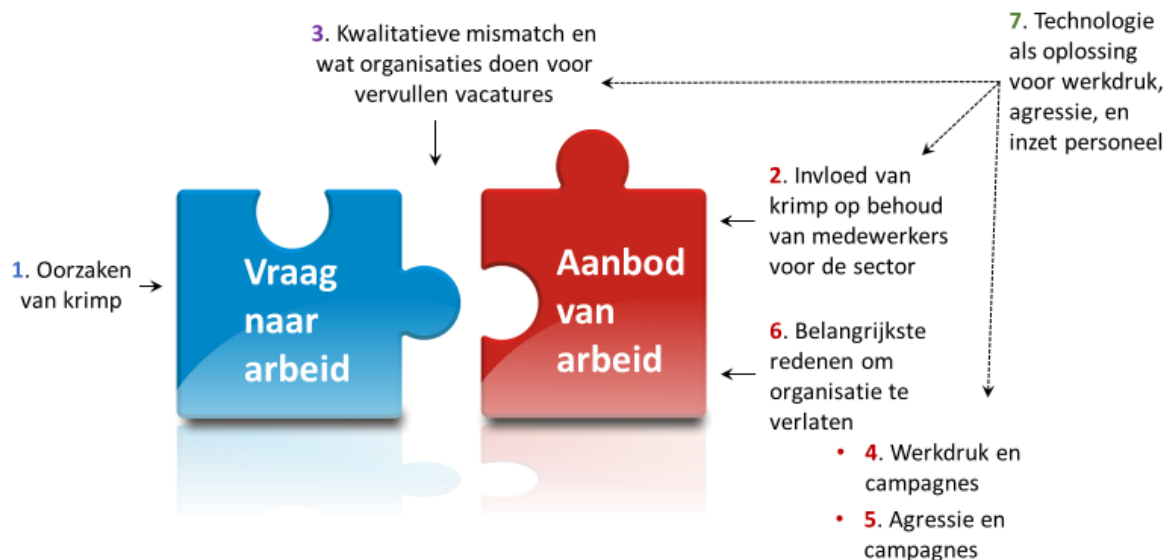 3. Kwalitatieve mismatch en
wat organisaties doen voor
vervullen vacatures
7. Technologie
als oplossing
voor werkdruk,
agressie, en
inzet personeel
1. Oorzaken
van krimp
Vraag
naar
arbeid
Aanbod
van
arbeid
2. Invloed van
krimp op behoud
van medewerkers
voor de sector
6. Belangrijkste
redenen om
organisatie te
verlaten
• 4. Werkdruk en
campagnes
• 5. Agressie en
campagnes